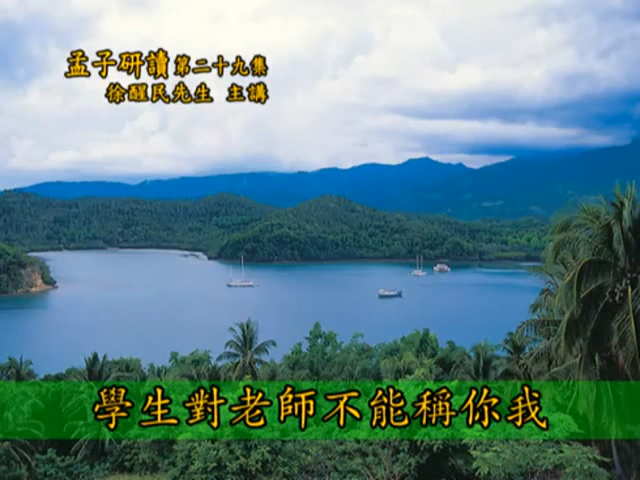 孟子研讀 第二十九集
徐醒民先生 主講
學生對老師不能稱你我